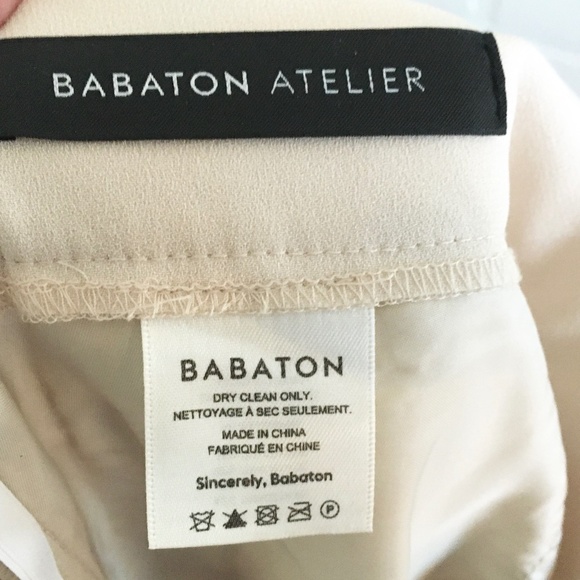 BABATON ATELIER
BABATON
DRY CLEAN ONLY.
NETTOYAGE À SEC SEULEMENT.
MADE IN CHINA
FABRIQUÉ EN CHINE
Sincerely, Babaton
P